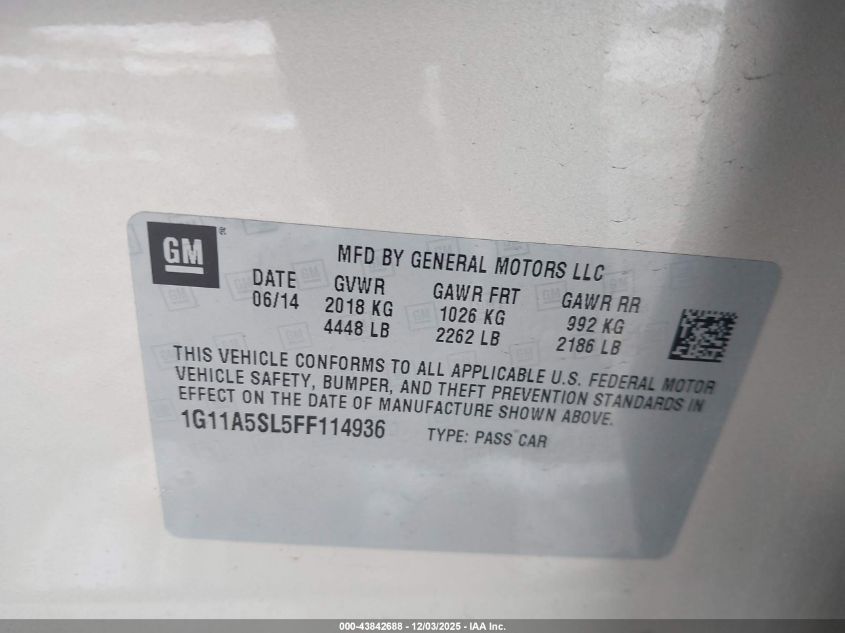 GM
MFD BY GENERAL MOTORS LLC
DATE GVWR GAWR FRT GAWR RR
06/14 2018 KG 1026 KG 992 KG
4448 LB 2262 LB 2186 LB
THIS VEHICLE CONFORMS TO ALL APPLICABLE U.S. FEDERAL MOTOR
VEHICLE SAFETY, BUMPER, AND THEFT PREVENTION STANDARDS IN
EFFECT ON THE DATE OF MANUFACTURE SHOWN ABOVE.
1G11A5SL5FF114936 TYPE: PASS CAR
000-43842688 - 12/03/2025 - IAA Inc.